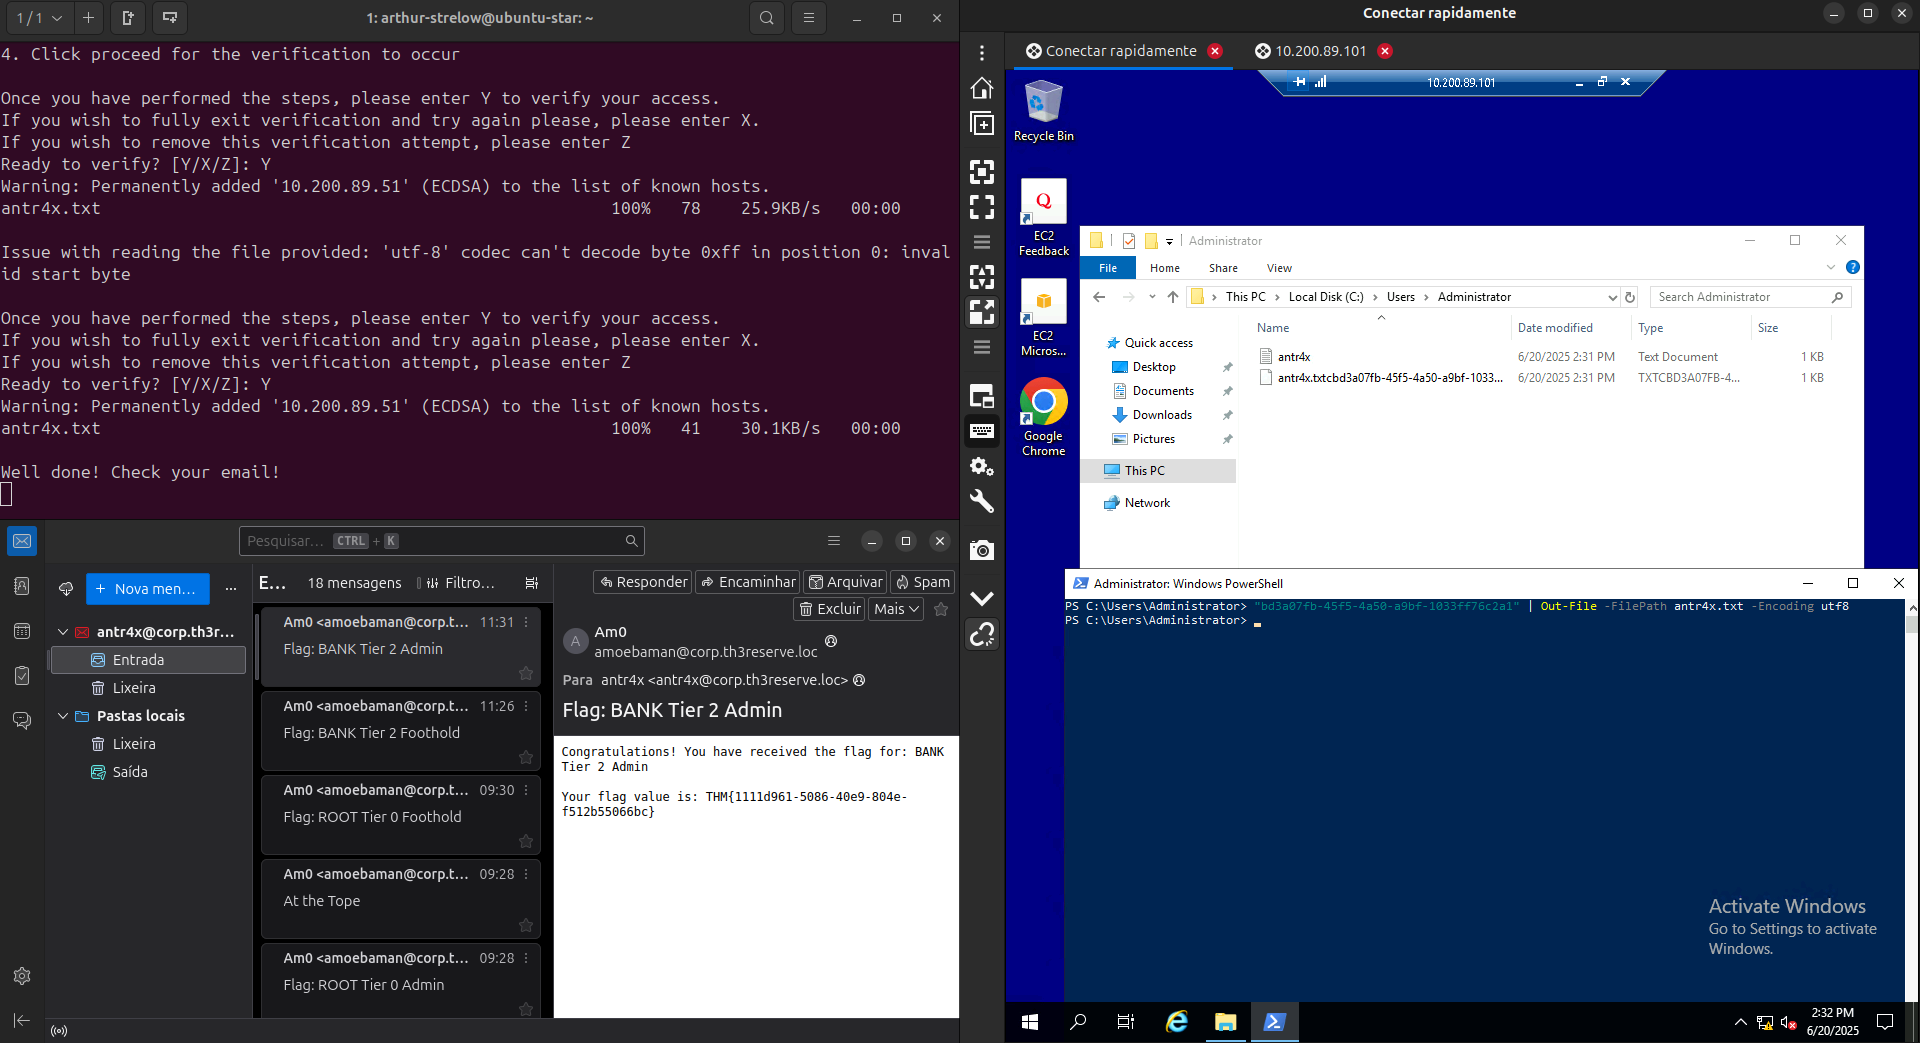 1 / 1
1: arthur-strelow@ubuntu-star: ~
4. Click proceed for the verification to occur
Once you have performed the steps, please enter Y to verify your access.
If you wish to fully exit verification and try again please, please enter X.
If you wish to remove this verification attempt, please enter Z
Ready to verify? [Y/X/Z]: Y
Warning: Permanently added '10.200.89.51' (ECDSA) to the list of known hosts.
antr4x.txt 100% 78 25.9KB/s 00:00
Issue with reading the file provided: 'utf-8' codec can't decode byte 0xff in position 0: inval
id start byte
Once you have performed the steps, please enter Y to verify your access.
If you wish to fully exit verification and try again please, please enter X.
If you wish to remove this verification attempt, please enter Z
Ready to verify? [Y/X/Z]: Y
Warning: Permanently added '10.200.89.51' (ECDSA) to the list of known hosts.
antr4x.txt 100% 41 30.1KB/s 00:00
Well done! Check your email!
Pesquisar... CTRL + K
+ Nova men...
antr4x@corp.th3r...
Entrada
Lixeira
Pastas locais
Lixeira
Saída
E... 18 mensagens Filtro...
Am0 <amoebaman@corp.t... 11:31
Flag: BANK Tier 2 Admin
Am0 <amoebaman@corp.t... 11:26
Flag: BANK Tier 2 Foothold
Am0 <amoebaman@corp.t... 09:30
Flag: ROOT Tier 0 Foothold
Am0 <amoebaman@corp.t... 09:28
At the Tope
Am0 <amoebaman@corp.t... 09:28
Flag: ROOT Tier 0 Admin
Responder Encaminhar Arquivar Spam
Excluir Mais
A
Am0
amoebaman@corp.th3reserve.loc
Para antr4x <antr4x@corp.th3reserve.loc>
Flag: BANK Tier 2 Admin
Congratulations! You have received the flag for: BANK
Tier 2 Admin
Your flag value is: THM{1111d961-5086-40e9-804e-
f512b55066bc}
Conectar rapidamente
Conectar rapidamente 10.200.89.101
10.200.89.101
Recycle Bin
Q
EC2
Feedback
EC2
Micros...
Google
Chrome
Administrator
File Home Share View
This PC Local Disk (C:) Users Administrator Search Administrator
Name Date modified Type Size
antr4x 6/20/2025 2:31 PM Text Document 1 KB
antr4x.txtcbd3a07fb-45f5-4a50-a9bf-1033... 6/20/2025 2:31 PM TXTCBD3A07FB-4... 1 KB
Quick access
Desktop
Documents
Downloads
Pictures
This PC
Network
Administrator: Windows PowerShell
PS C:\Users\Administrator> "bd3a07fb-45f5-4a50-a9bf-1033ff76c2a1" | Out-File -FilePath antr4x.txt -Encoding utf8
PS C:\Users\Administrator>
Activate Windows
Go to Settings to activate
Windows.
2:32 PM
6/20/2025